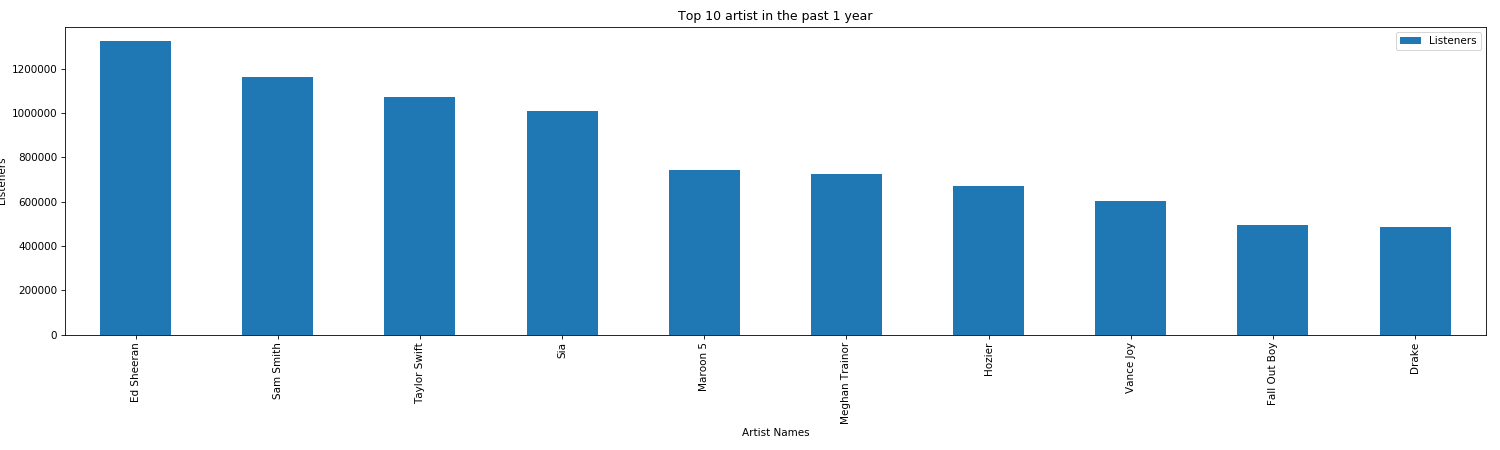 Top 10 artist in the past 1 year
Listeners
1200000
1000000
800000
600000
400000
200000
0
Listeners
Ed Sheeran
Sam Smith
Taylor Swift
Sia
Maroon 5
Meghan Trainor
Hozier
Vance Joy
Fall Out Boy
Drake
Artist Names